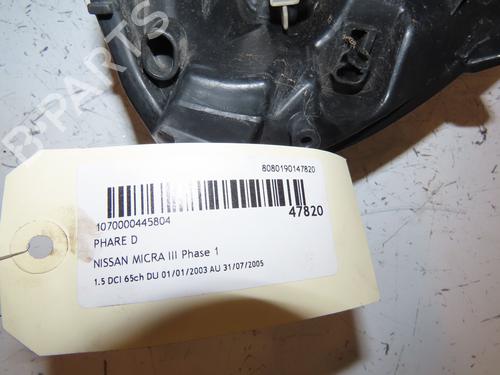 B-PARTS
8080190147820
1070000445804
47820
PHARE D
NISSAN MICRA III Phase 1
1.5 DCI 65ch DU 01/01/2003 AU 31/07/2005